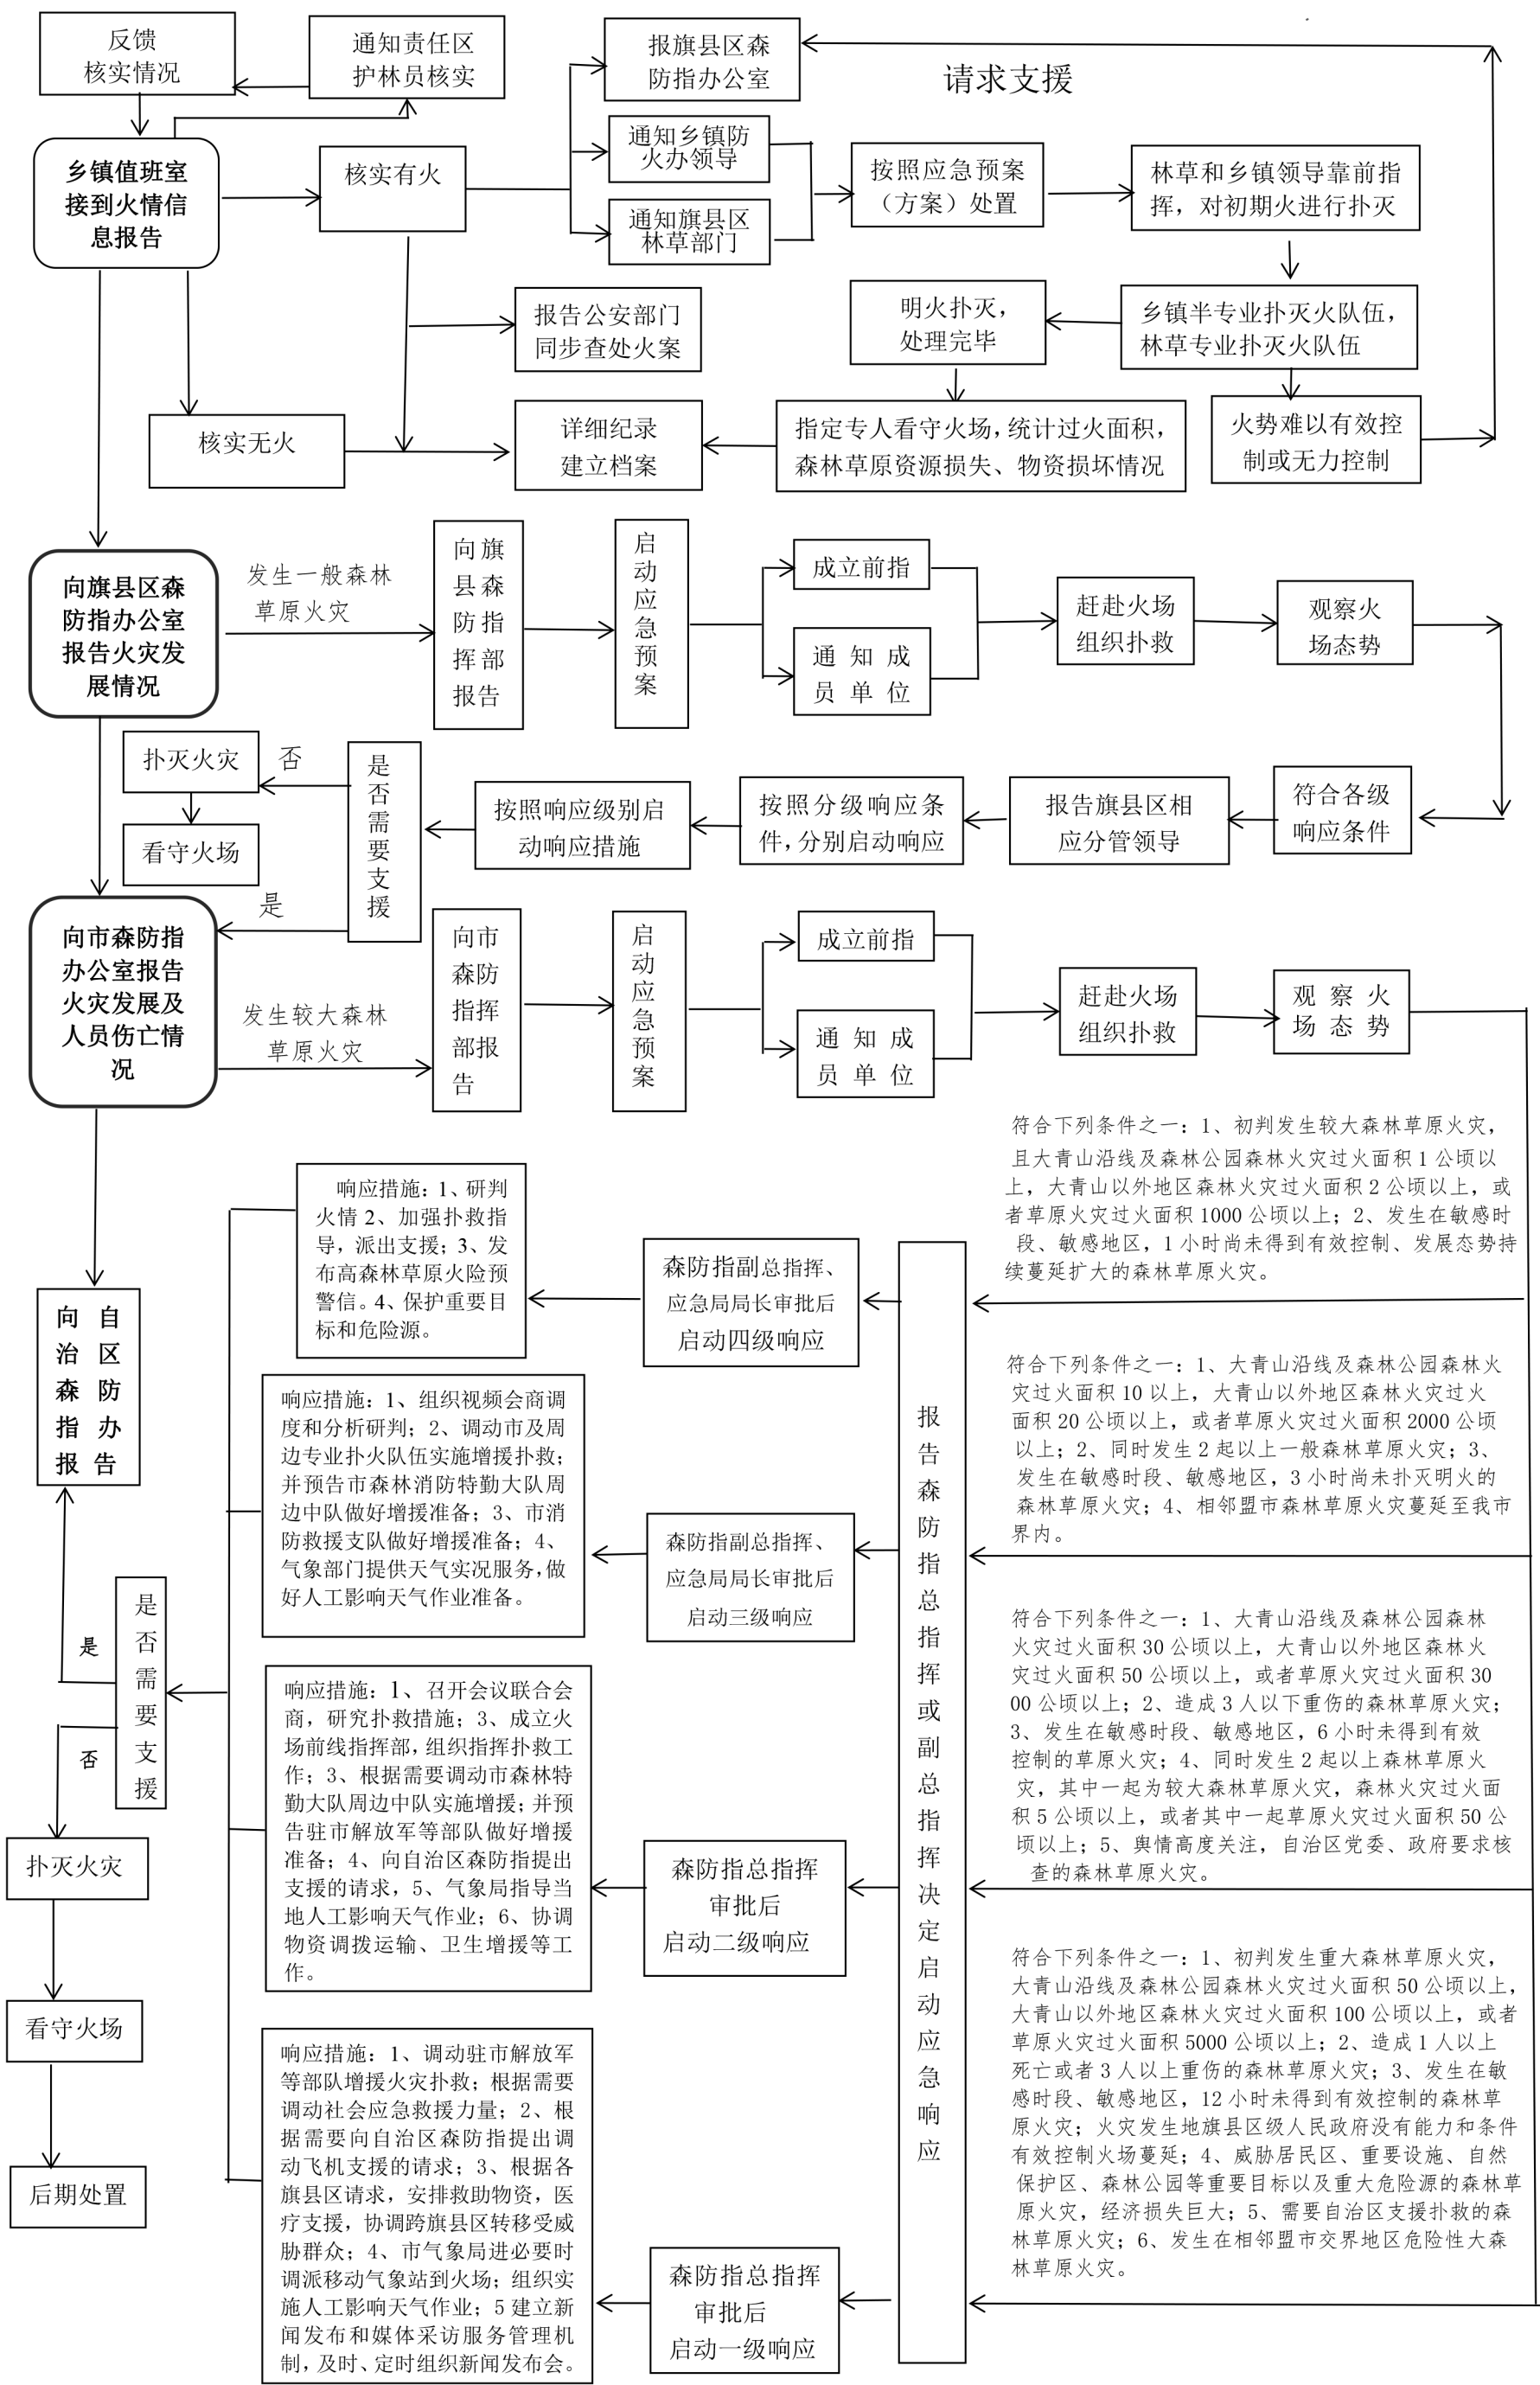 反馈
核实情况
通知责任区
护林员核实
报旗县区森
防指办公室
请求支援
乡镇值班室
接到火情信
息报告
核实有火
通知乡镇防
火办领导
通知旗县区
林草部门
按照应急预案
（方案）处置
林草和乡镇领导靠前指
挥，对初期火进行扑灭
报告公安部门
同步查处火案
明火扑灭，
处理完毕
乡镇半专业扑灭火队伍，
林草专业扑灭火队伍
核实无火
详细纪录
建立档案
指定专人看守火场，统计过火面积，
森林草原资源损失、物资损坏情况
火势难以有效控
制或无力控制
向旗县区森
防指办公室
报告火灾发
展情况
发生一般森林
草原火灾
向旗
县森
防指
挥部
报告
启
动
应
急
预
案
成立前指
通知成
员单位
赶赴火场
组织扑救
观察火
场态势
扑灭火灾
否
看守火场
是
是
否
需
要
支
援
按照响应级别启
动响应措施
按照分级响应条
件，分别启动响应
报告旗县区相
应分管领导
符合各级
响应条件
向市森防指
办公室报告
火灾发展及
人员伤亡情
况
发生较大森林
草原火灾
向市
森防
指挥
部报
告
启
动
应
急
预
案
成立前指
通知成
员单位
赶赴火场
组织扑救
观察火
场态势
符合下列条件之一：1、初判发生较大森林草原火灾，
且大青山沿线及森林公园森林火灾过火面积1公顷以
上，大青山以外地区森林火灾过火面积2公顷以上，或
者草原火灾过火面积1000公顷以上；2、发生在敏感时
段、敏感地区，1小时尚未得到有效控制、发展态势持
续蔓延扩大的森林草原火灾。
响应措施：1、研判
火情2、加强扑救指
导，派出支援；3、发
布高森林草原火险预
警信。4、保护重要目
标和危险源。
森防指副总指挥、
应急局局长审批后
启动四级响应
向自
治区
森防
指办
报告
响应措施：1、组织视频会商调
度和分析研判；2、调动市及周
边专业扑火队伍实施增援扑救；
并预告市森林消防特勤大队周
边中队做好增援准备；3、市消
防救援支队做好增援准备；4、
气象部门提供天气实况服务，做
好人工影响天气作业准备。
森防指副总指挥、
应急局局长审批后
启动三级响应
报
告
森
防
指
总
指
挥
或
副
总
指
挥
决
定
启
动
应
急
响
应
符合下列条件之一：1、大青山沿线及森林公园森林火
灾过火面积10以上，大青山以外地区森林火灾过火
面积20公顷以上，或者草原火灾过火面积2000公顷
以上；2、同时发生2起以上一般森林草原火灾；3、
发生在敏感时段、敏感地区，3小时尚未扑灭明火的
森林草原火灾；4、相邻盟市森林草原火灾蔓延至我市
界内。
是
否
是
否
需
要
支
援
响应措施：1、召开会议联合会
商，研究扑救措施；3、成立火
场前线指挥部，组织指挥扑救工
作；3、根据需要调动市森林特
勤大队周边中队实施增援；并预
告驻市解放军等部队做好增援
准备；4、向自治区森防指提出
支援的请求，5、气象局指导当
地人工影响天气作业；6、协调
物资调拨运输、卫生增援等工
作。
森防指总指挥
审批后
启动二级响应
符合下列条件之一：1、大青山沿线及森林公园森林
火灾过火面积30公顷以上，大青山以外地区森林火
灾过火面积50公顷以上，或者草原火灾过火面积30
00公顷以上；2、造成3人以下重伤的森林草原火灾；
3、发生在敏感时段、敏感地区，6小时未得到有效
控制的草原火灾；4、同时发生2起以上森林草原火
灾，其中一起为较大森林草原火灾，森林火灾过火面
积5公顷以上，或者其中一起草原火灾过火面积50公
顷以上；5、舆情高度关注，自治区党委、政府要求核
查的森林草原火灾。
扑灭火灾
看守火场
后期处置
响应措施：1、调动驻市解放军
等部队增援火灾扑救；根据需要
调动社会应急救援力量；2、根
据需要向自治区森防指提出调
动飞机支援的请求；3、根据各
旗县区请求，安排救助物资，医
疗支援，协调跨旗县区转移受威
胁群众；4、市气象局进必要时
调派移动气象站到火场；组织实
施人工影响天气作业；5建立新
闻发布和媒体采访服务管理机
制，及时、定时组织新闻发布会。
森防指总指挥
审批后
启动一级响应
符合下列条件之一：1、初判发生重大森林草原火灾，
大青山沿线及森林公园森林火灾过火面积50公顷以上，
大青山以外地区森林火灾过火面积100公顷以上，或者
草原火灾过火面积5000公顷以上；2、造成1人以上
死亡或者3人以上重伤的森林草原火灾；3、发生在敏
感时段、敏感地区，12小时未得到有效控制的森林草
原火灾；火灾发生地旗县区级人民政府没有能力和条件
有效控制火场蔓延；4、威胁居民区、重要设施、自然
保护区、森林公园等重要目标以及重大危险源的森林草
原火灾，经济损失巨大；5、需要自治区支援扑救的森
林草原火灾；6、发生在相邻盟市交界地区危险性大森
林草原火灾。